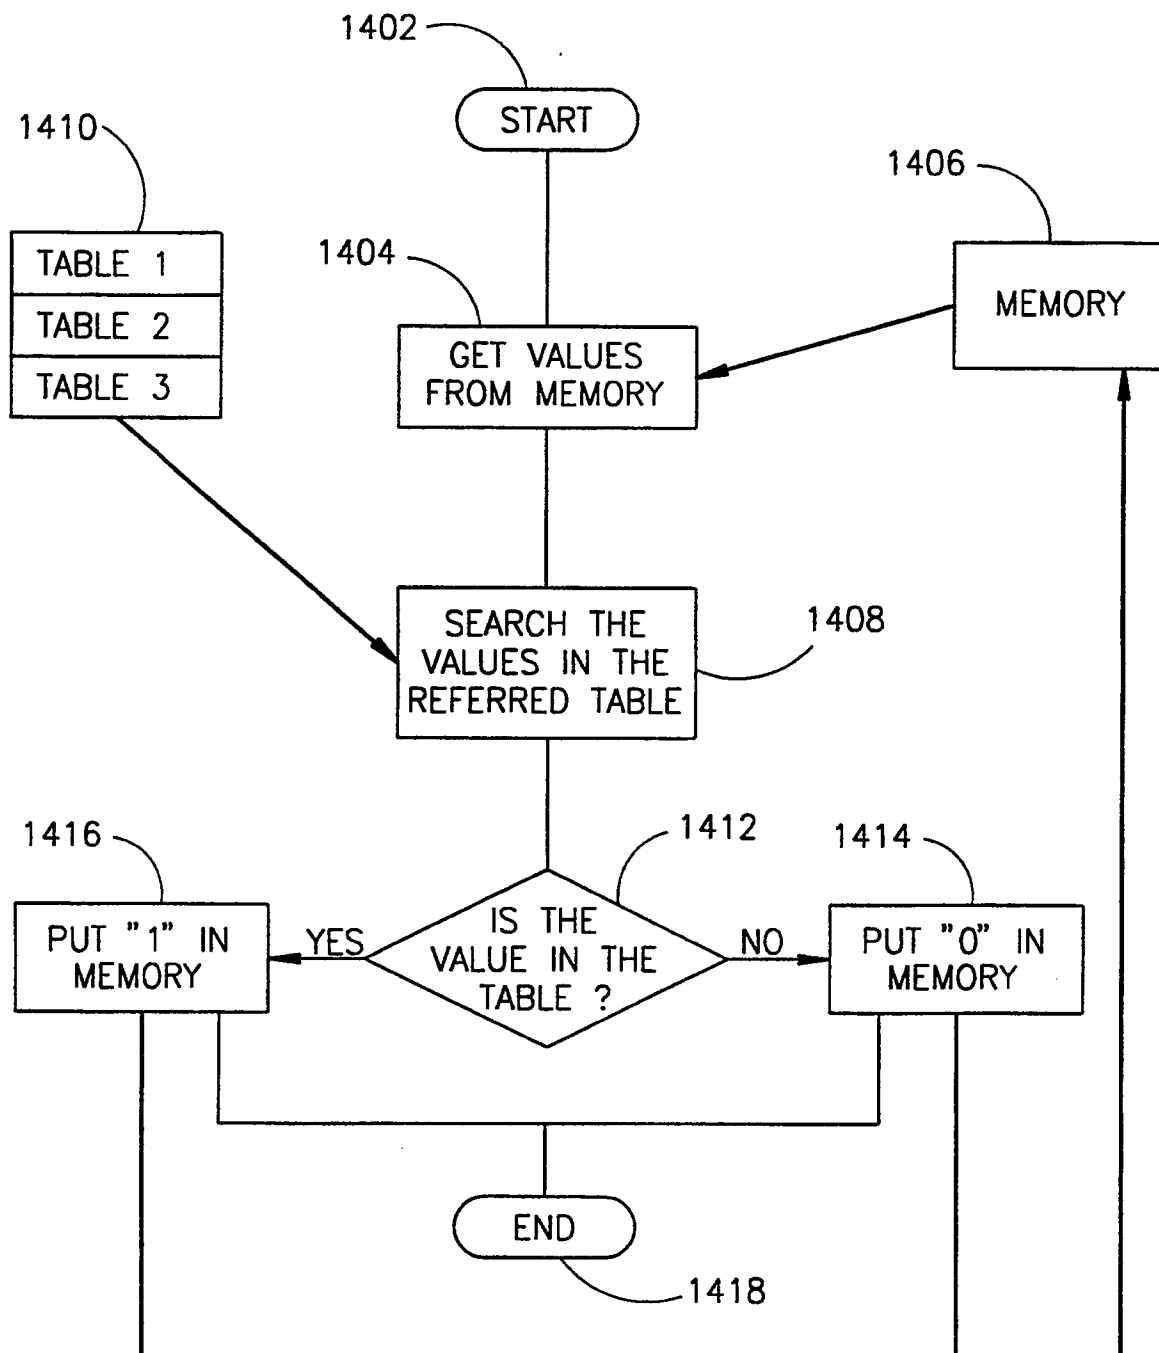 1402
START
1410
1406
TABLE 1
TABLE 2
TABLE 3
1404
MEMORY
GET VALUES
FROM MEMORY
SEARCH THE
VALUES IN THE
REFERRED TABLE
1408
1416
1412
1414
PUT "1" IN
MEMORY
YES
IS THE
VALUE IN THE
TABLE ?
NO
PUT "0" IN
MEMORY
END
1418